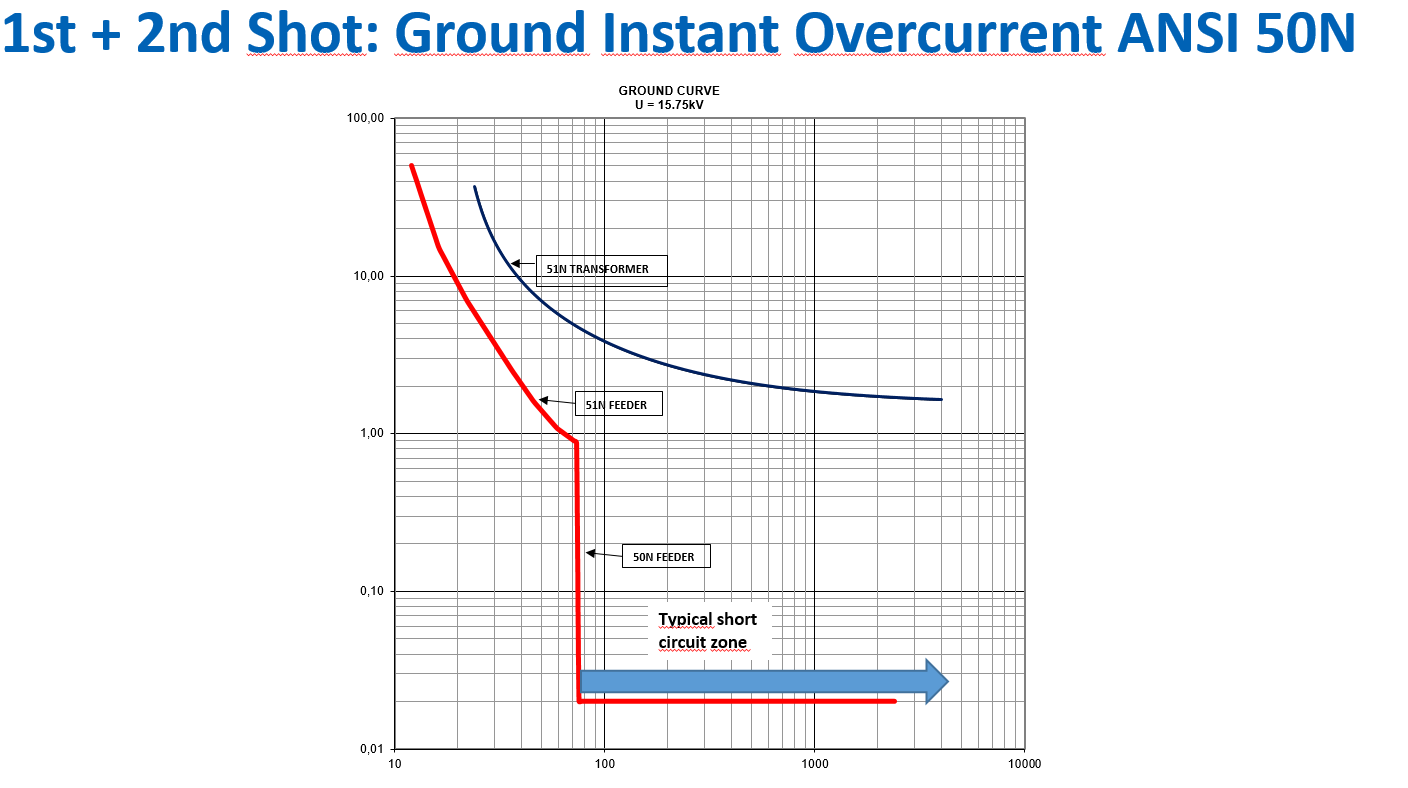 1st + 2nd Shot: Ground Instant Overcurrent ANSI 50N
GROUND CURVE
U = 15.75kV
100,00
51N TRANSFORMER
10,00
51N FEEDER
1,00
50N FEEDER
0,10
Typical short
circuit zone
0,01
10
100
1000
10000